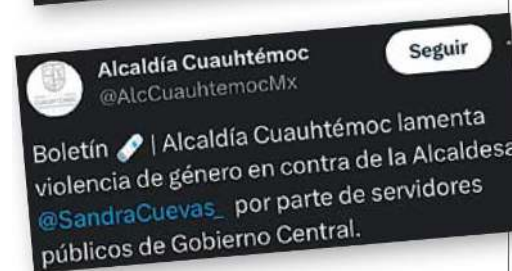 Alcaldía Cuauhtémoc
Seguir
@AlcCuauhtemocMx
Boletín | Alcaldía Cuauhtémoc lamenta
violencia de género en contra de la Alcaldesa
@SandraCuevas_ por parte de servidores
públicos de Gobierno Central.